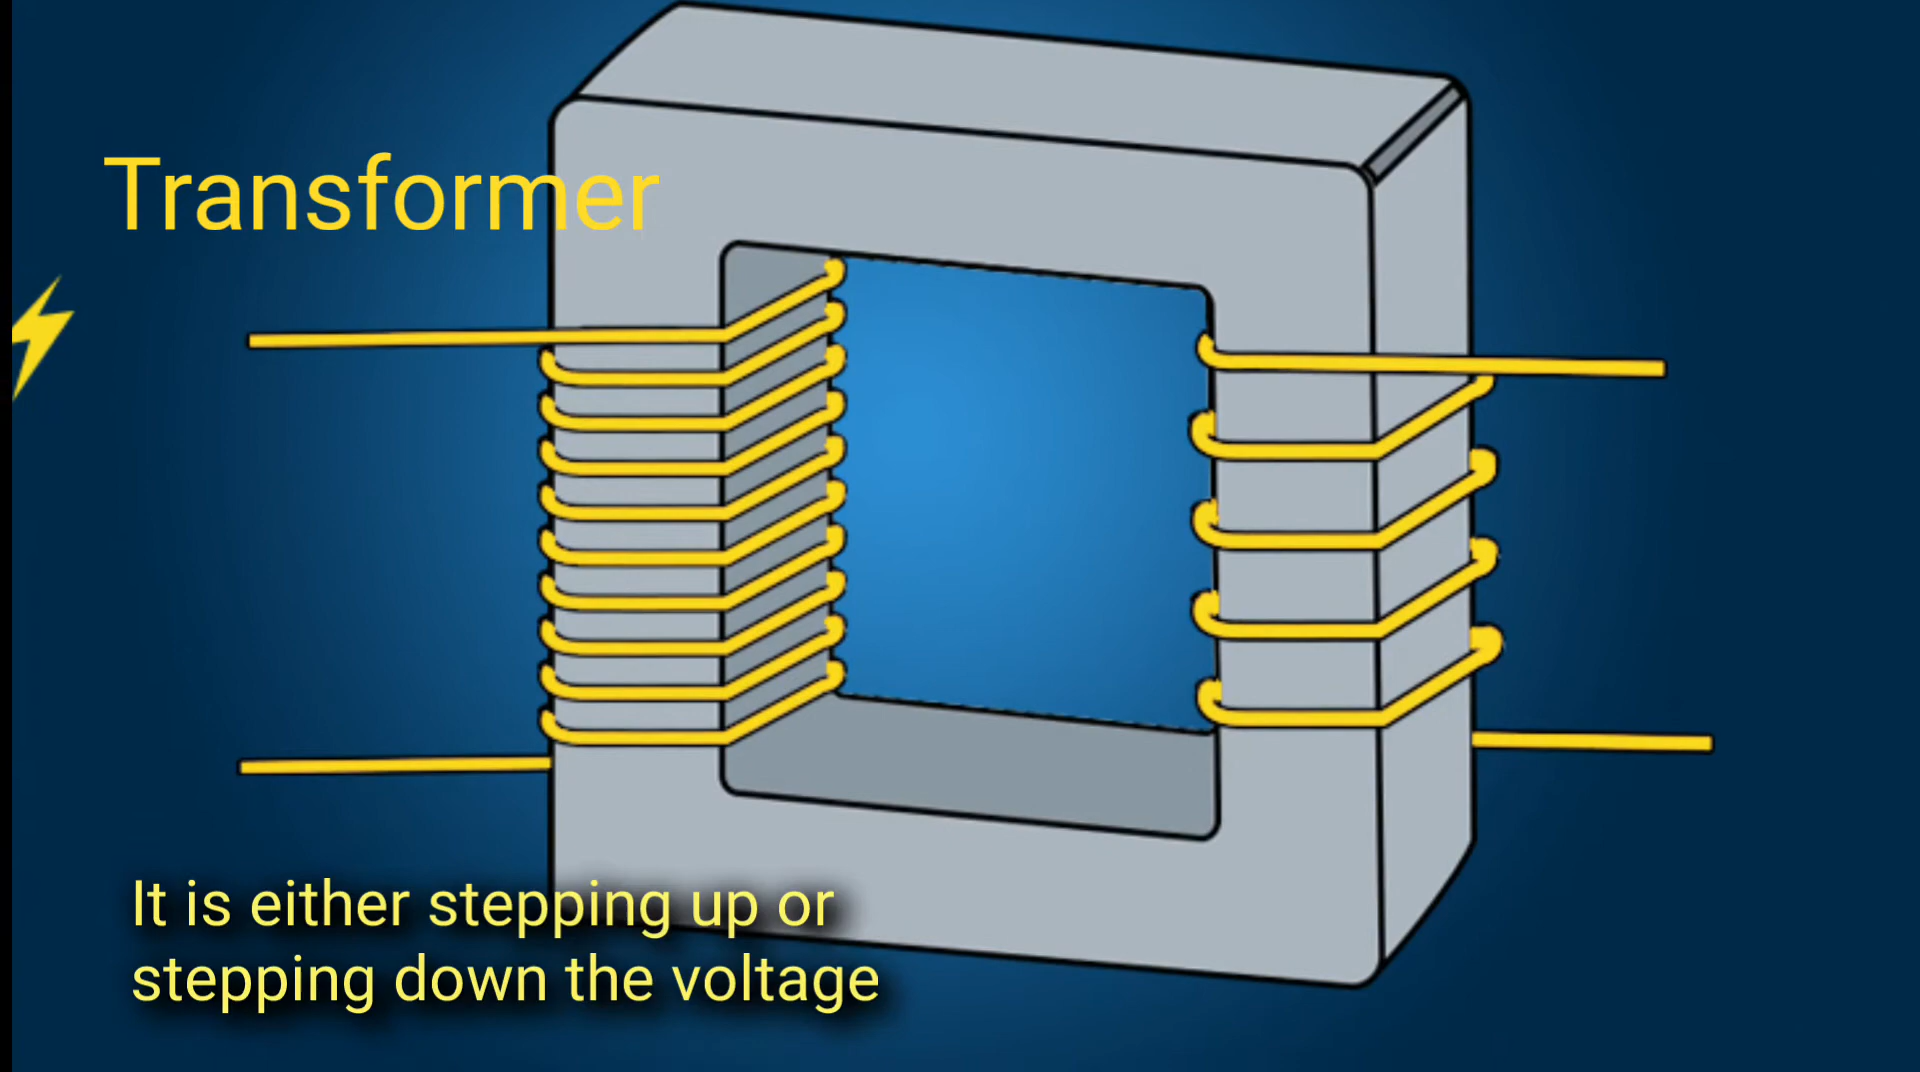 Transformer
It is either stepping up or
stepping down the voltage